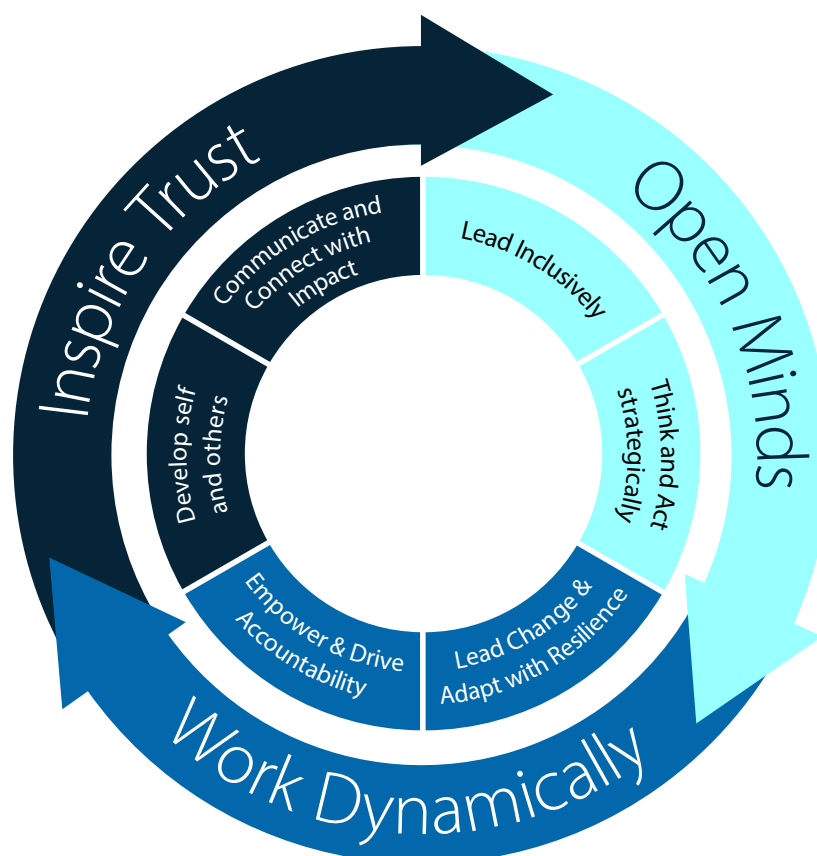 Inspire Trust
Open Minds
Work Dynamically
Communicate and
Connect with
Impact
Lead Inclusively
Think and Act
strategically
Lead Change &
Adapt with Resilience
Empower & Drive
Accountability
Develop self
and others